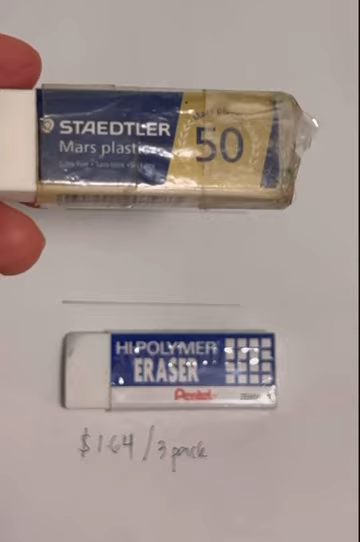 STAEDTLER
Mars plastic
50
HI-POLYMER
ERASER
Pentel
$1.64/3 pack